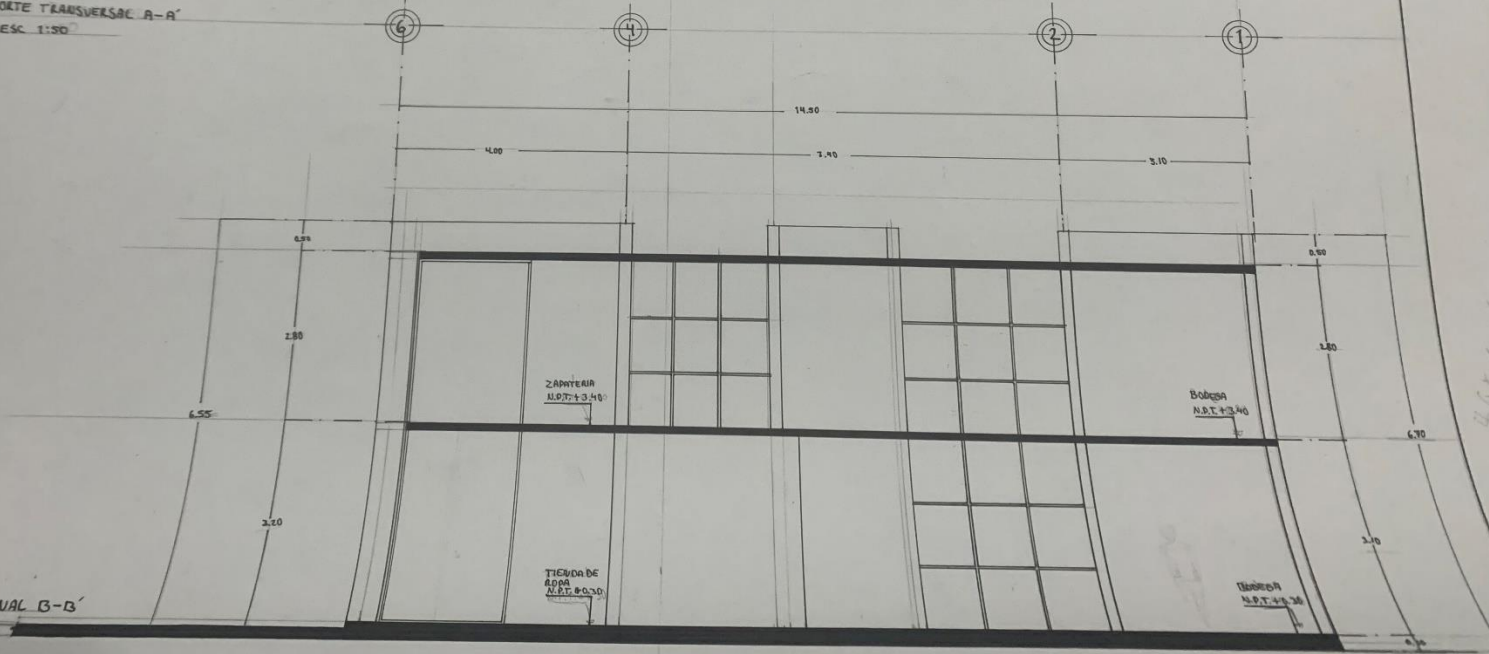 ORTE TRANSVERSAL A-A'
ESC 1:50
6
4
2
1
14.50
4.00
7.40
3.10
0.50
0.50
2.80
2.80
ZAPATERIA
N.P.T. +3.40
BODEGA
N.P.T. +3.40
6.55
6.70
2.20
3.10
TIENDA DE
ROPA
N.P.T. +0.30
BODEGA
N.P.T. +0.30
UAL B-B'